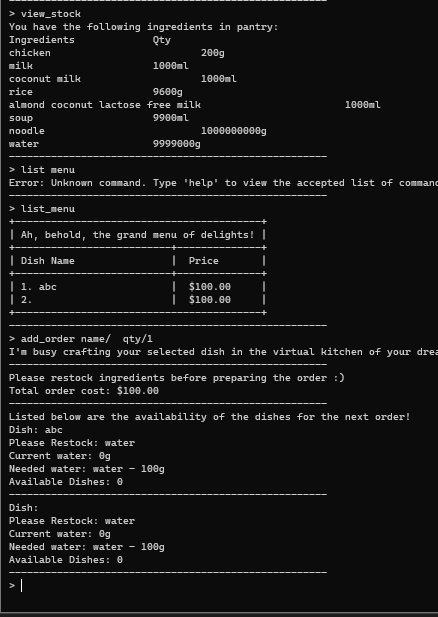 > view_stock
You have the following ingredients in pantry:
Ingredients Qty
chicken 200g
milk 1000ml
coconut milk 1000ml
rice 9600g
almond coconut lactose free milk 1000ml
soup 9900ml
noodle 1000000000g
water 9999000g
> list menu
Error: Unknown command. Type 'help' to view the accepted list of comman
> list_menu
| Ah, behold, the grand menu of delights! |
| Dish Name | Price |
| 1. abc | $100.00 |
| 2. | $100.00 |
> add_order name/ qty/1
I'm busy crafting your selected dish in the virtual kitchen of your drea
Please restock ingredients before preparing the order :)
Total order cost: $100.00
Listed below are the availability of the dishes for the next order!
Dish: abc
Please Restock: water
Current water: 0g
Needed water: water - 100g
Available Dishes: 0
Dish:
Please Restock: water
Current water: 0g
Needed water: water - 100g
Available Dishes: 0
>